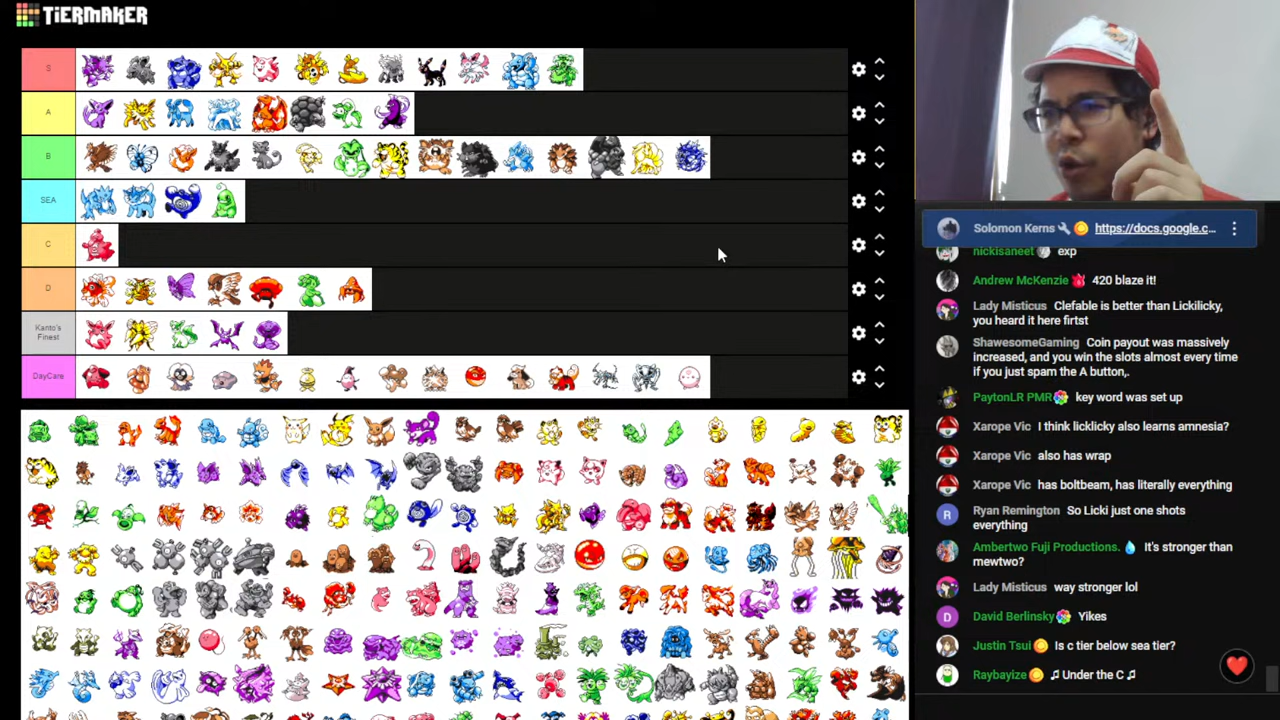 TIERMAKER
S
A
B
SEA
C
D
Kanto's
Finest
DayCare
Solomon Kerns https://docs.google.c...
nickisaneet exp
Andrew McKenzie 420 blaze it!
Lady Misticus Clefable is better than Lickilicky,
you heard it here firtst
ShawesomeGaming Coin payout was massively
increased, and you win the slots almost every time
if you just spam the A button,.
PaytonLR PMR key word was set up
Xarope Vic I think licklicky also learns amnesia?
Xarope Vic also has wrap
Xarope Vic has boltbeam, has literally everything
Ryan Remington So Licki just one shots
everything
Ambertwo Fuji Productions. It's stronger than
mewtwo?
Lady Misticus way stronger lol
David Berlinsky Yikes
Justin Tsui Is c tier below sea tier?
Raybayize ♫ Under the C ♫